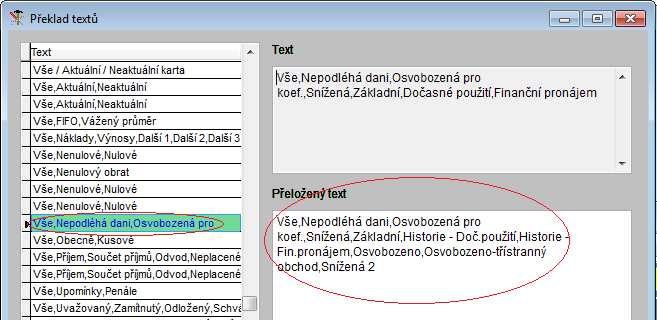 Překlad textů
Text
Vše / Aktuální / Neaktuální karta
Vše,Aktuální,Neaktuální
Vše,Aktuální,Neaktuální
Vše,FIFO,Vážený průměr
Vše,Náklady,Výnosy,Další 1,Další 2,Další 3
Vše,Nenulové,Nulové
Vše,Nenulový obrat
Vše,Nenulové,Nulové
Vše,Nenulové,Nulové
Vše,Nepodléhá dani,Osvobozená pro
Vše,Obecně,Kusově
Vše,Příjem,Součet příjmů,Odvod,Neplacené
Vše,Příjem,Součet příjmů,Odvod,Neplacené
Vše,Upomínky,Penále
Vše,Uvažovaný,Zamítnutý,Odložený,Schvá
Text
Vše,Nepodléhá dani,Osvobozená pro
koef.,Snížená,Základní,Dočasné použití,Finanční pronájem
Přeložený text
Vše,Nepodléhá dani,Osvobozená pro
koef.,Snížená,Základní,Historie - Doč.použití,Historie -
Fin.pronájem,Osvobozeno,Osvobozeno-třístranný
obchod,Snížená 2